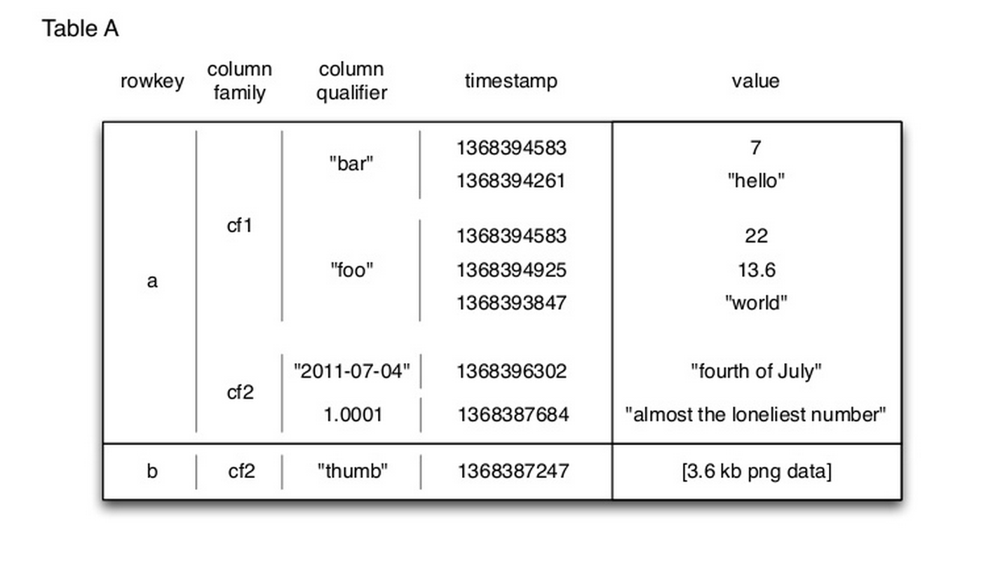 Table A
rowkey column family column qualifier timestamp value
a cf1 "bar" 1368394583 7
1368394261 "hello"
"foo" 1368394583 22
1368394925 13.6
1368393847 "world"
cf2 "2011-07-04" 1368396302 "fourth of July"
1.0001 1368387684 "almost the loneliest number"
b cf2 "thumb" 1368387247 [3.6 kb png data]